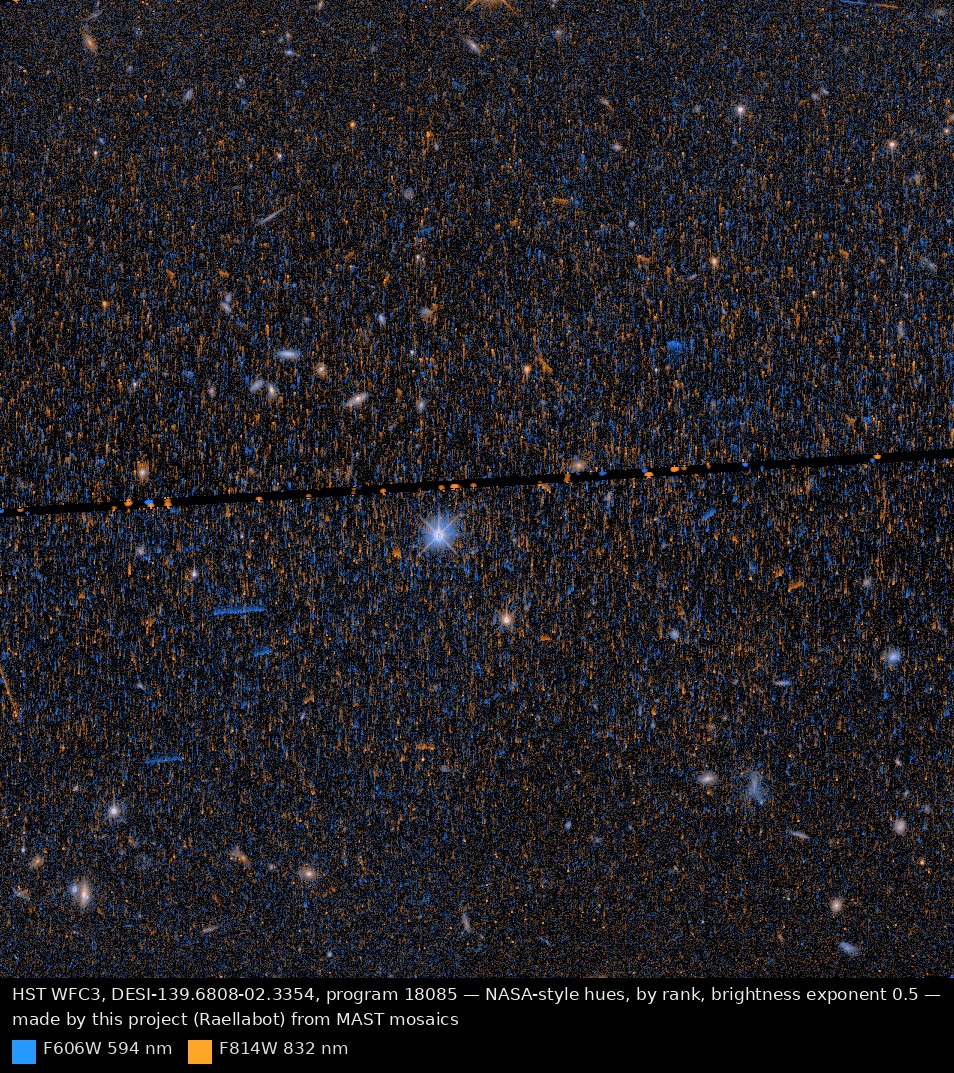 HST WFC3, DESI-139.6808-02.3354, program 18085 — NASA-style hues, by rank, brightness exponent 0.5 —
made by this project (Raellabot) from MAST mosaics
F606W 594 nm F814W 832 nm